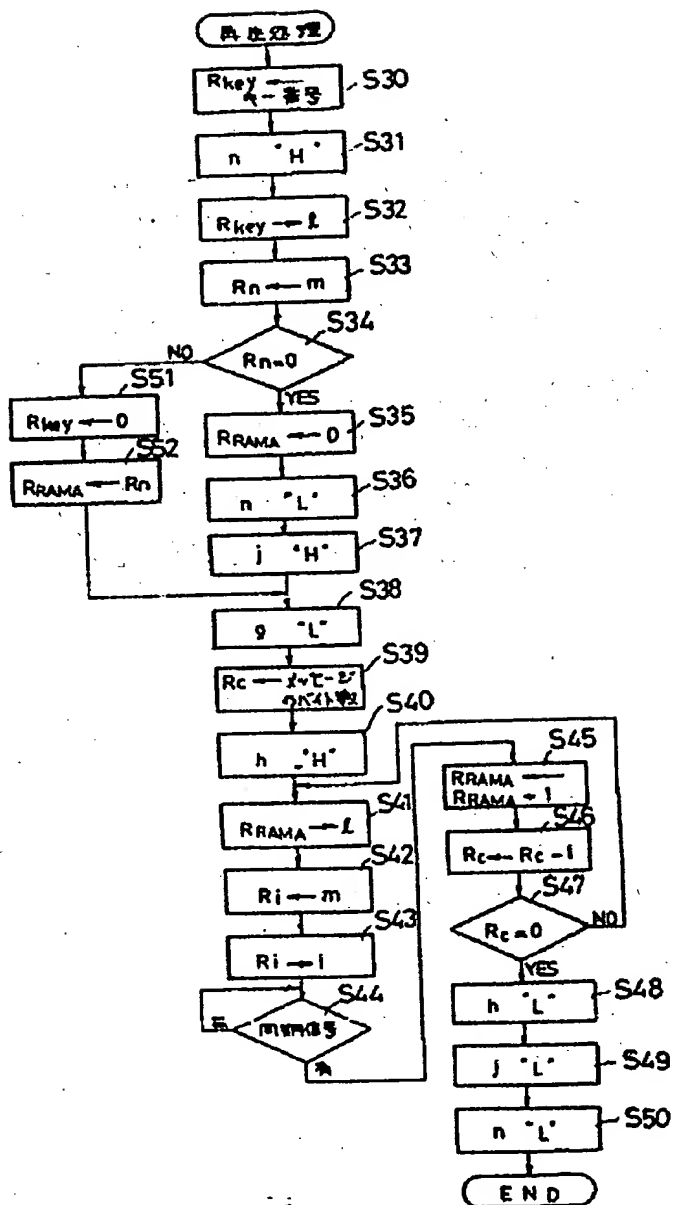 再生処理
Rkey ←
キー番号
S30
n "H"
S31
Rkey → l
S32
Rn ← m
S33
Rn=0
S34
NO
YES
S51
Rkey ← 0
S52
RRAMA ← Rn
RRAMA ← 0
S35
n "L"
S36
j "H"
S37
g "L"
S38
Rc ← メッセージ
のバイト数
S39
h "H"
S40
RRAMA → l
S41
Ri ← m
S42
Ri → i
S43
S44
S45
RRAMA ←
RRAMA + 1
S46
Rc ← Rc - 1
S47
Rc=0
NO
YES
h "L"
S48
j "L"
S49
n "L"
S50
END